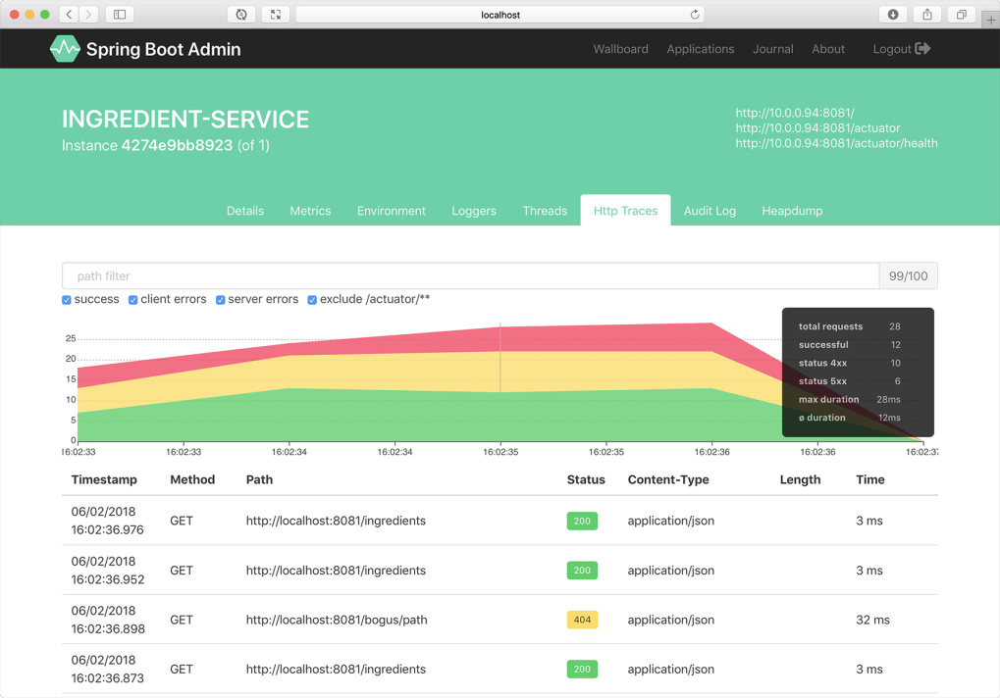 localhost
Spring Boot Admin
Wallboard Applications Journal About Logout
INGREDIENT-SERVICE
Instance 4274e9bb8923 (of 1)
http://10.0.0.94:8081/
http://10.0.0.94:8081/actuator
http://10.0.0.94:8081/actuator/health
Details Metrics Environment Loggers Threads Http Traces Audit Log Heapdump
path filter 99/100
success client errors server errors exclude /actuator/**
25
20
15
10
5
0
total requests 28
successful 12
status 4xx 10
status 5xx 6
max duration 28ms
ø duration 12ms
16:02:33 16:02:33 16:02:34 16:02:34 16:02:35 16:02:35 16:02:36 16:02:36 16:02:37
Timestamp Method Path Status Content-Type Length Time
06/02/2018
16:02:36.976 GET http://localhost:8081/ingredients 200 application/json 3 ms
06/02/2018
16:02:36.952 GET http://localhost:8081/ingredients 200 application/json 3 ms
06/02/2018
16:02:36.898 GET http://localhost:8081/bogus/path 404 application/json 32 ms
06/02/2018
16:02:36.873 GET http://localhost:8081/ingredients 200 application/json 3 ms